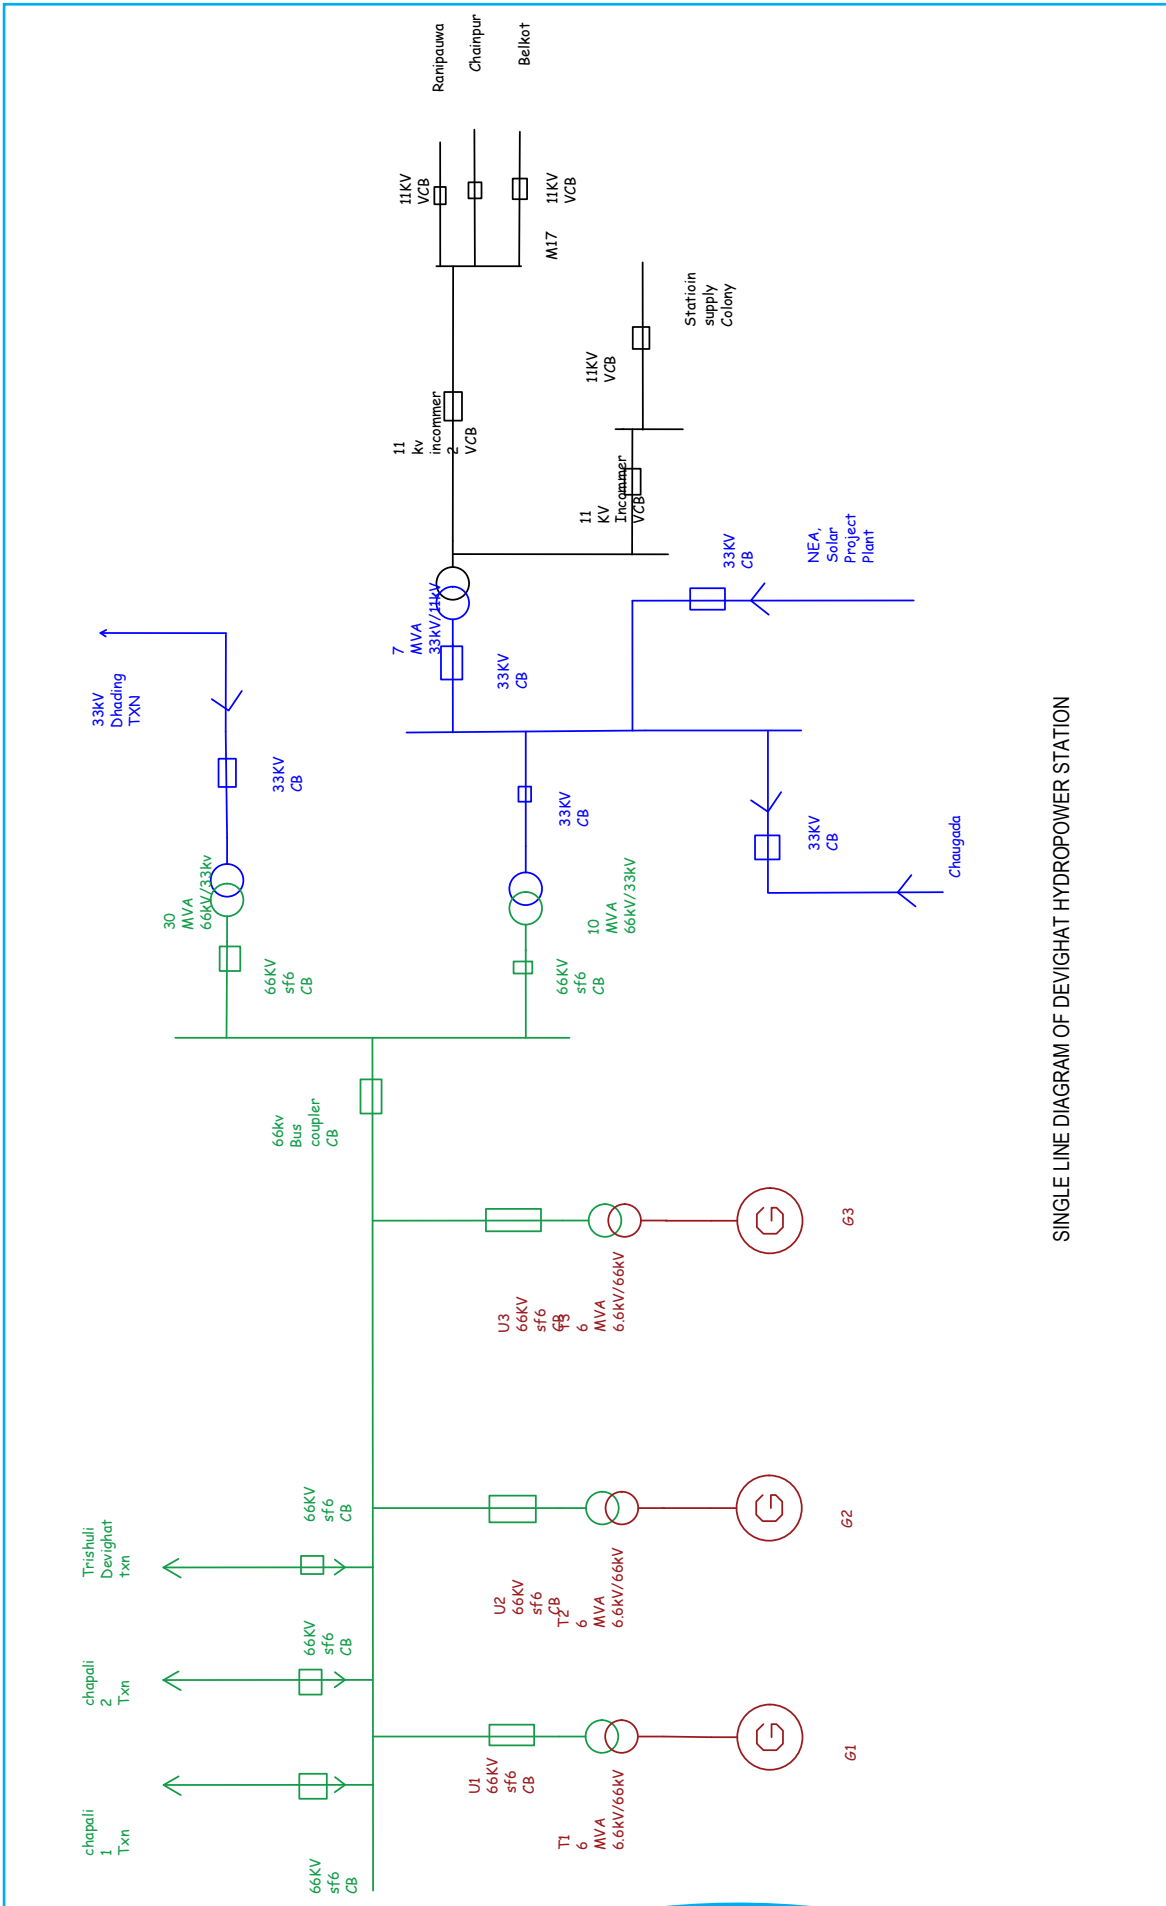 chapali
1
Txn
chapali
2
Txn
Trishuli
Devighat
txn
66KV
sf6
CB
66KV
sf6
CB
66KV
sf6
CB
U1
66KV
sf6
CB
T1
6
MVA
6.6kV/66kV
G
G1
U2
66KV
sf6
CB
T2
6
MVA
6.6kV/66kV
G
G2
U3
66KV
sf6
CB
T3
6
MVA
6.6kV/66kV
G
G3
66kv
Bus
coupler
CB
66KV
sf6
CB
30
MVA
66kV/33kv
33KV
CB
33kV
Dhading
TXN
66KV
sf6
CB
10
MVA
66kV/33kV
33KV
CB
33KV
CB
Chaugada
33KV
CB
NEA,
Solar
Project
Plant
33KV
CB
7
MVA
33kV/11kV
11
kv
incommer
2
VCB
11
KV
Incommer
VCB
11KV
VCB
Statioin
supply
Colony
11KV
VCB
11KV
VCB
M17
Ranipauwa
Chainpur
Belkot
SINGLE LINE DIAGRAM OF DEVIGHAT HYDROPOWER STATION